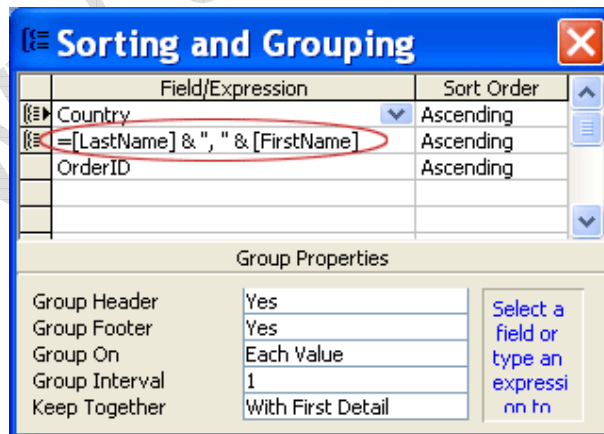 Sorting and Grouping
Field/Expression Sort Order
Country Ascending
=[LastName] & ", " & [FirstName] Ascending
OrderID Ascending
Group Properties
Group Header Yes
Group Footer Yes
Group On Each Value
Group Interval 1
Keep Together With First Detail
Select a
field or
type an
expressi
on to